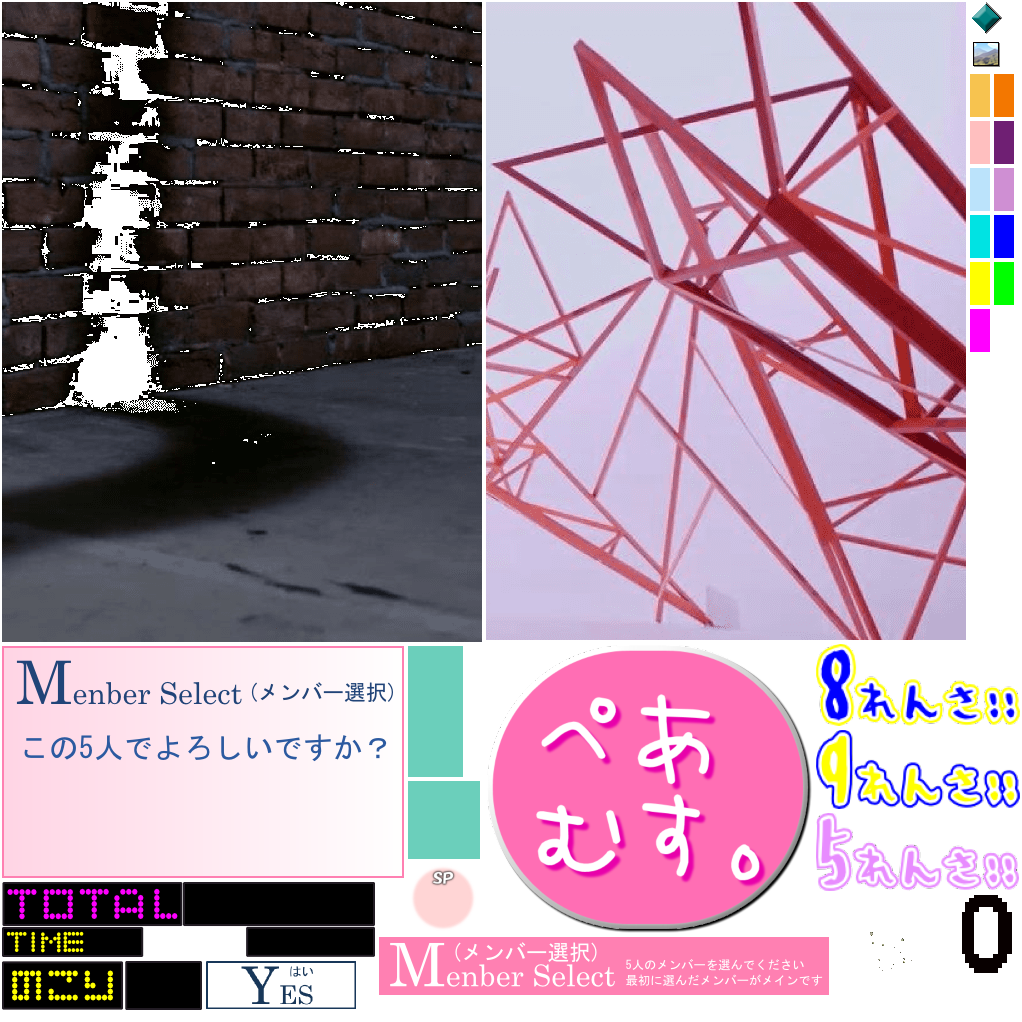 Menber Select (メンバー選択)
この5人でよろしいですか？
SP
ぺあ
むす。
8れんさ!!
9れんさ!!
5れんさ!!
TOTAL
TIME
YES
はい
(メンバー選択)
Menber Select
5人のメンバーを選んでください
最初に選んだメンバーがメインです
0